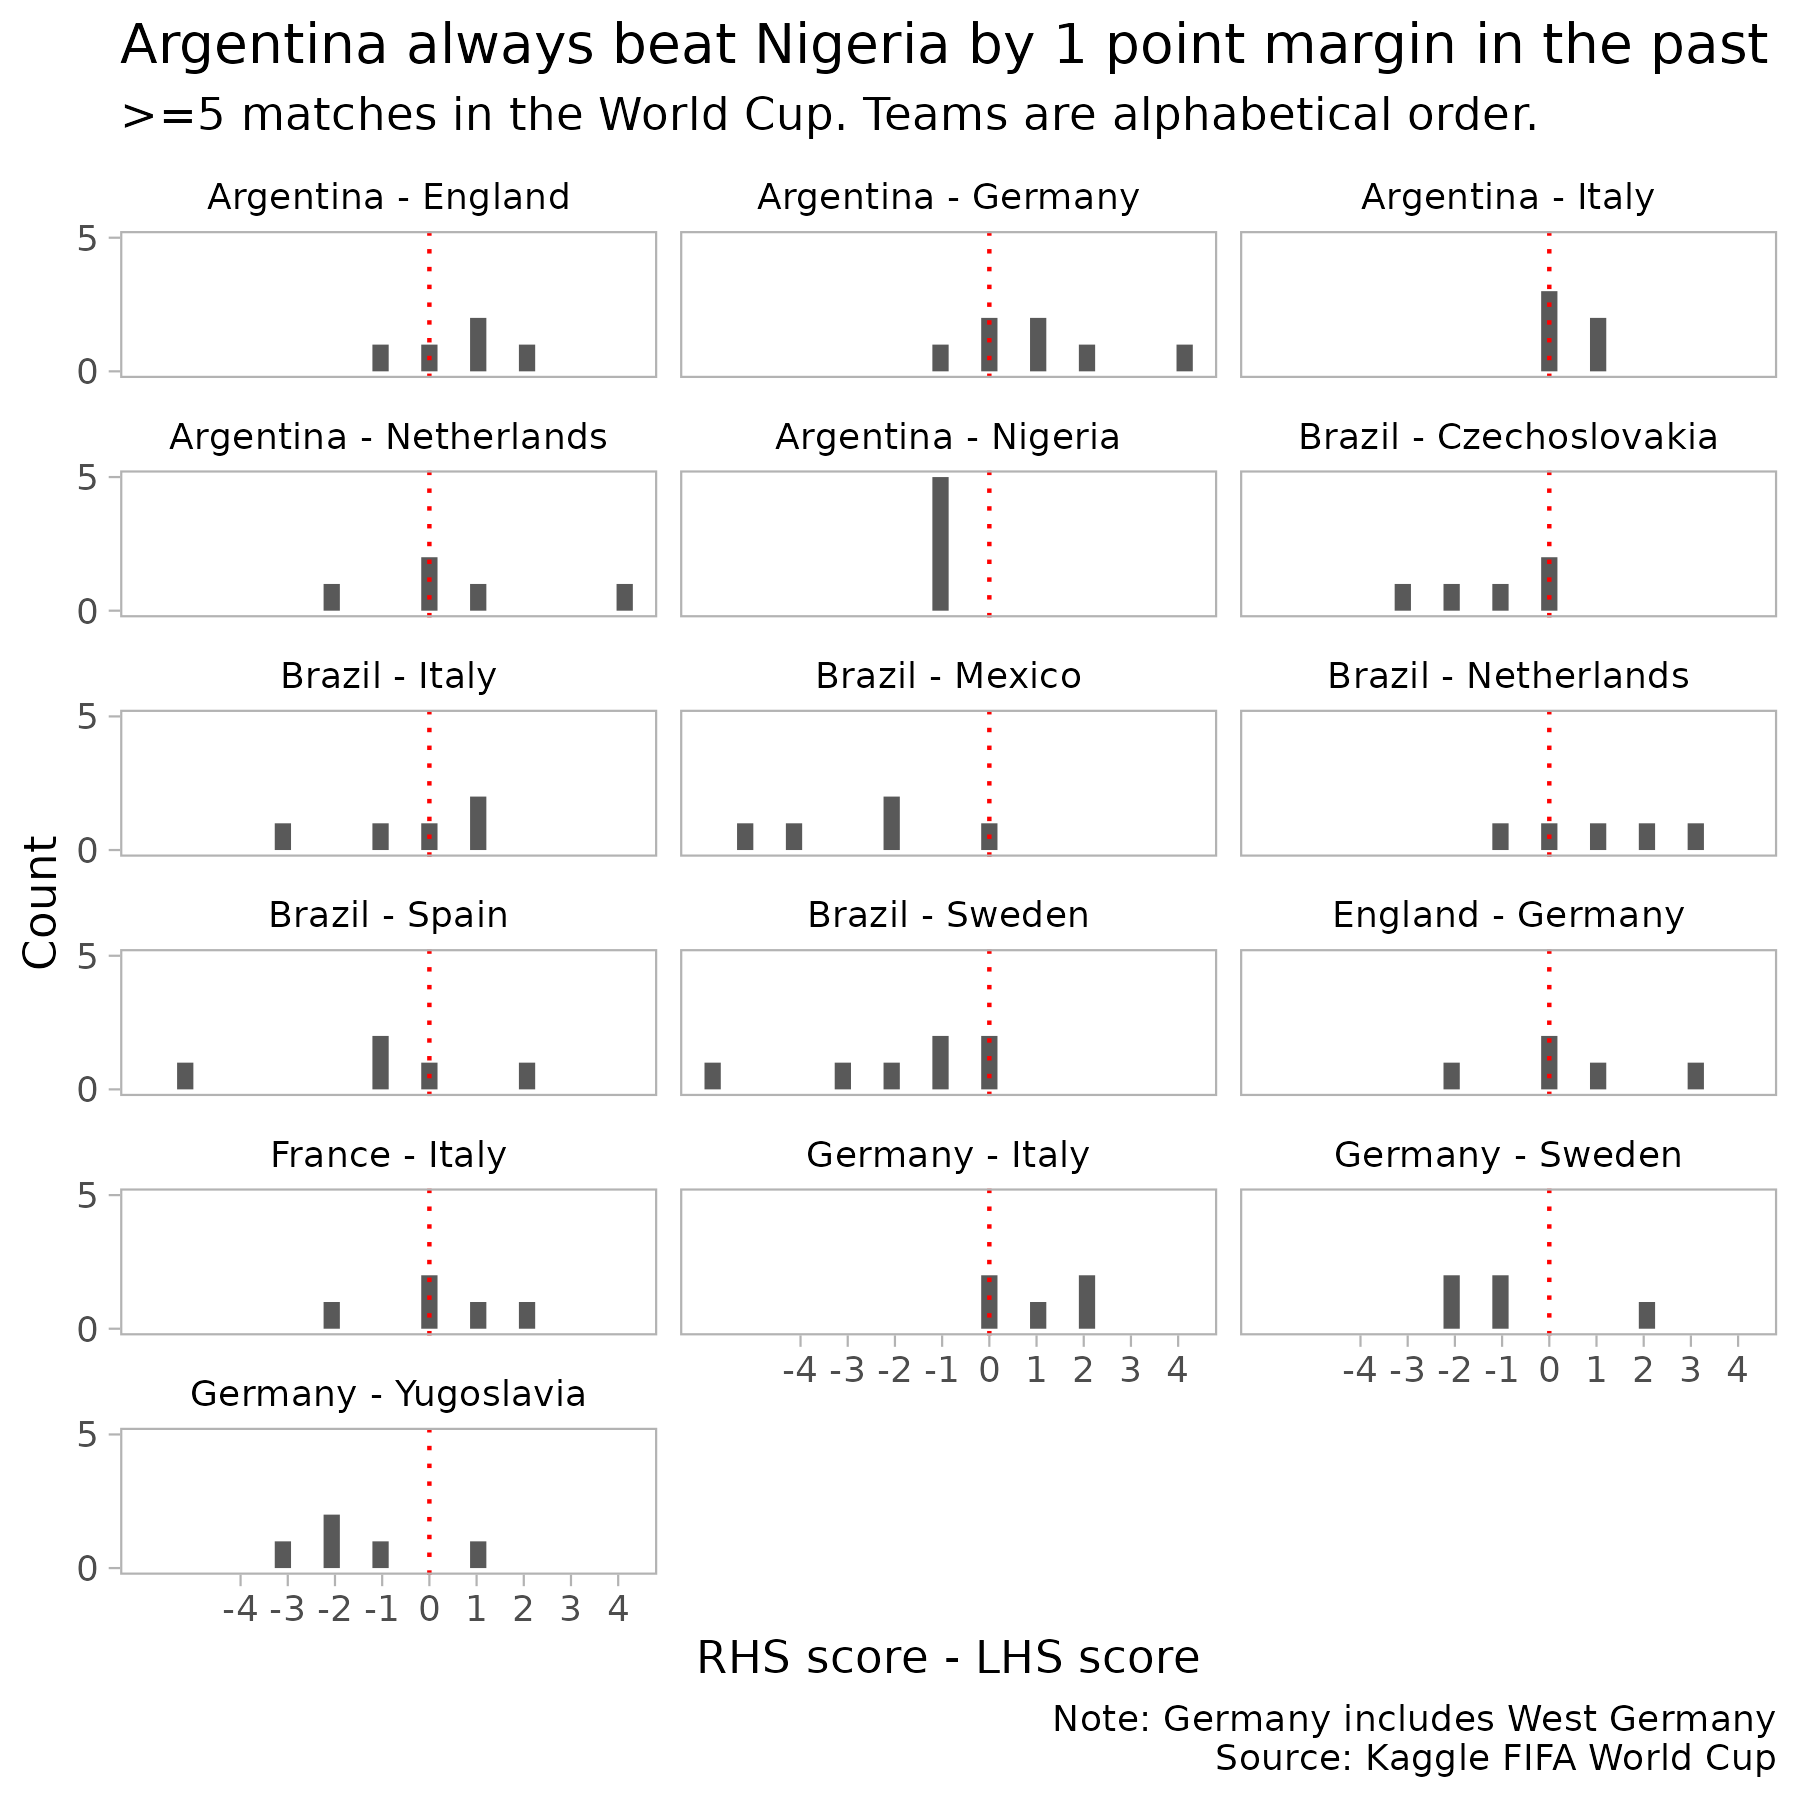 Argentina always beat Nigeria by 1 point margin in the past
>=5 matches in the World Cup. Teams are alphabetical order.
Argentina - England
Argentina - Germany
Argentina - Italy
5
0
Argentina - Netherlands
Argentina - Nigeria
Brazil - Czechoslovakia
5
0
Brazil - Italy
Brazil - Mexico
Brazil - Netherlands
5
0
Count
Brazil - Spain
Brazil - Sweden
England - Germany
5
0
France - Italy
Germany - Italy
Germany - Sweden
5
0
-4 -3 -2 -1 0 1 2 3 4
-4 -3 -2 -1 0 1 2 3 4
Germany - Yugoslavia
5
0
-4 -3 -2 -1 0 1 2 3 4
RHS score - LHS score
Note: Germany includes West Germany
Source: Kaggle FIFA World Cup